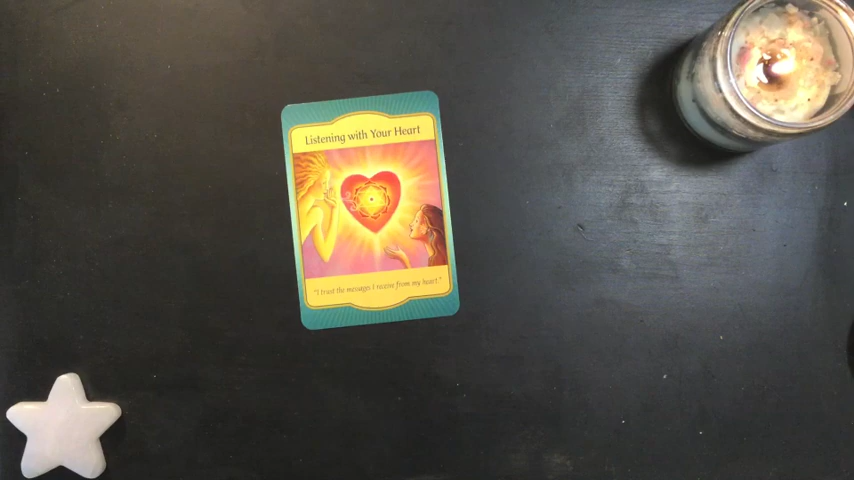 Listening with Your Heart
"I trust the messages I receive from my heart."